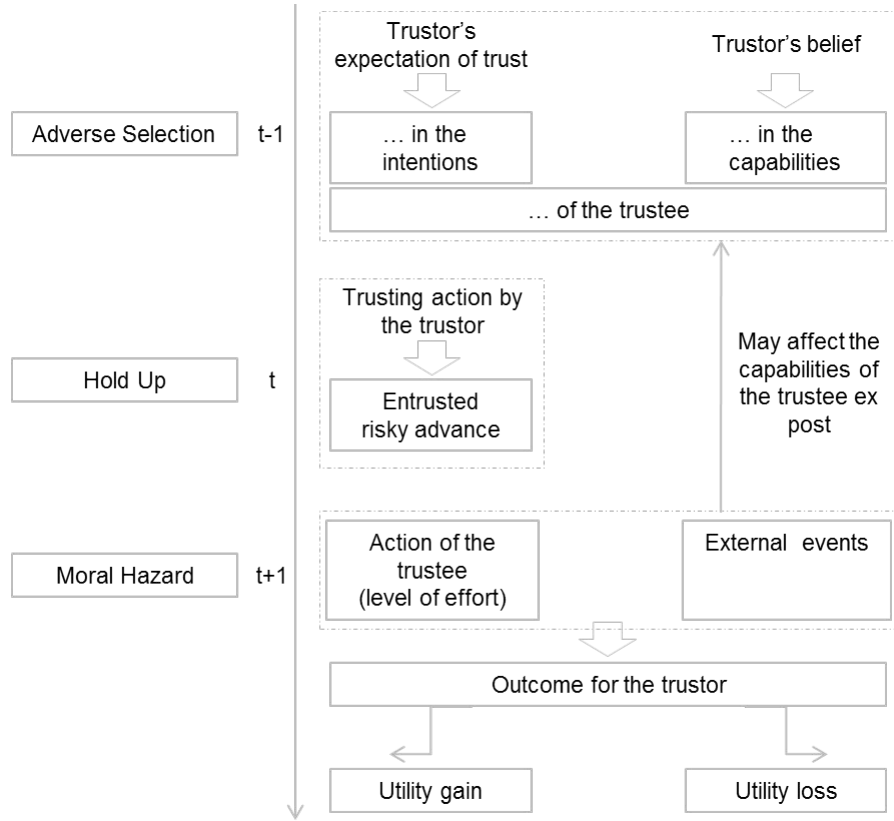 Trustor's
expectation of trust
Trustor's belief
Adverse Selection
t-1
… in the
intentions
… in the
capabilities
… of the trustee
Trusting action by
the trustor
Hold Up
t
Entrusted
risky advance
May affect the
capabilities of
the trustee ex
post
Moral Hazard
t+1
Action of the
trustee
(level of effort)
External events
Outcome for the trustor
Utility gain
Utility loss